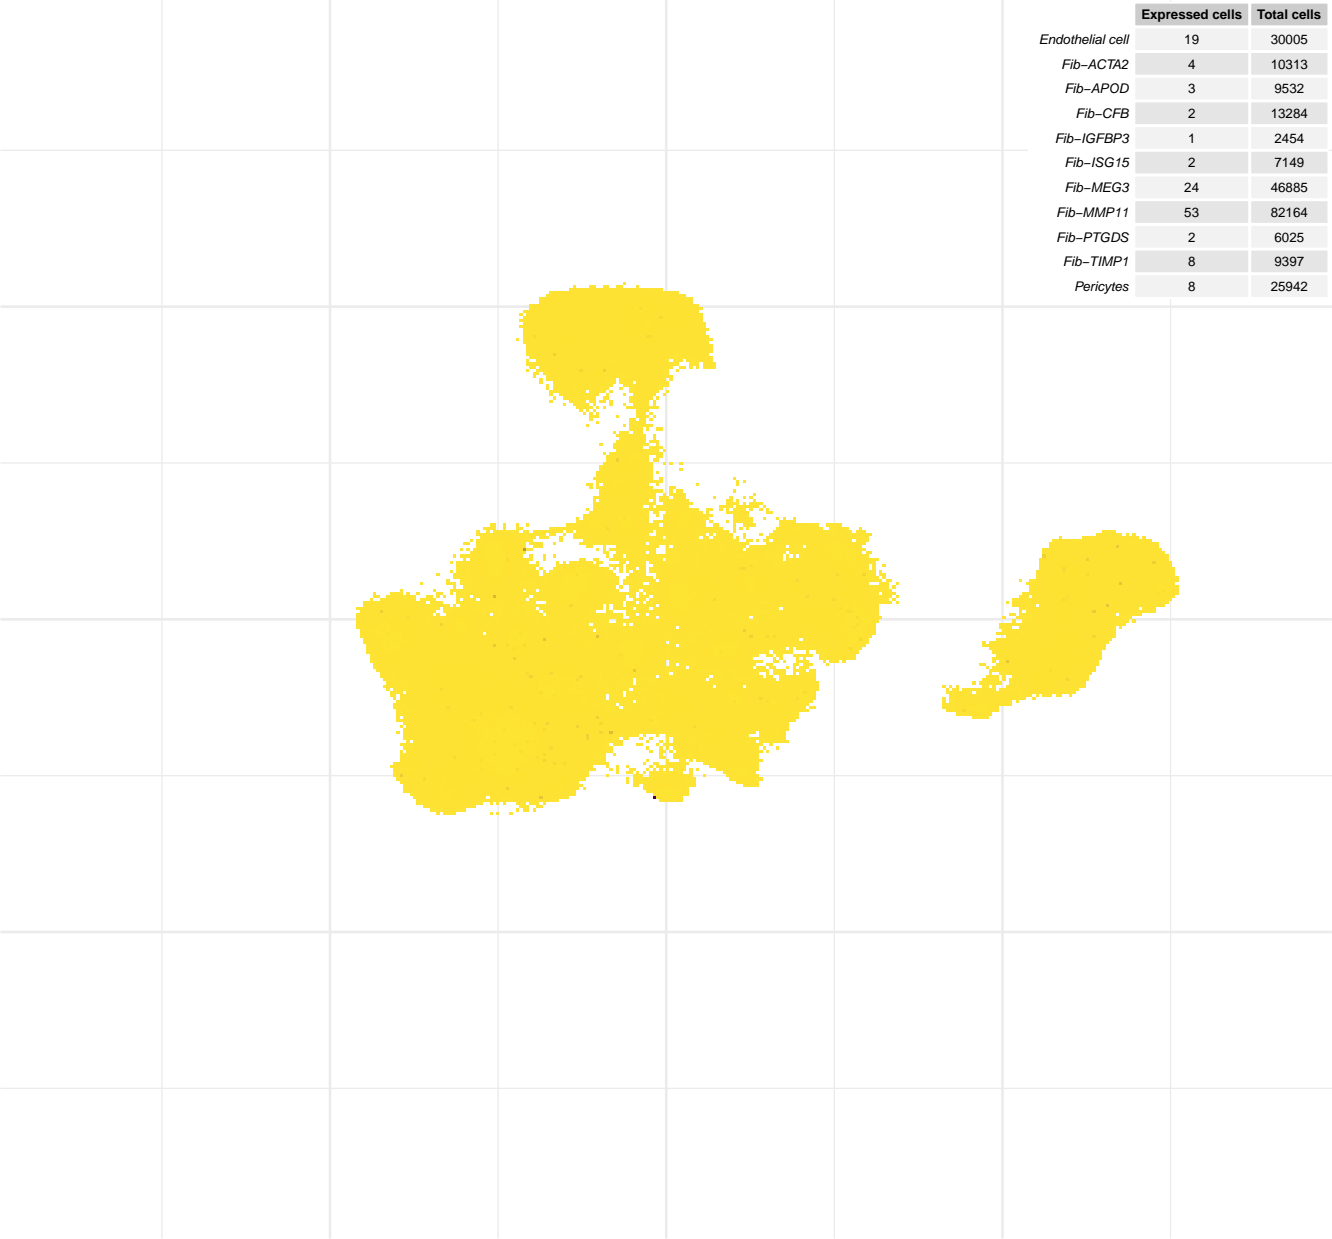 Expressed cells Total cells
Endothelial cell 19 30005
Fib−ACTA2 4 10313
Fib−APOD 3 9532
Fib−CFB 2 13284
Fib−IGFBP3 1 2454
Fib−ISG15 2 7149
Fib−MEG3 24 46885
Fib−MMP11 53 82164
Fib−PTGDS 2 6025
Fib−TIMP1 8 9397
Pericytes 8 25942